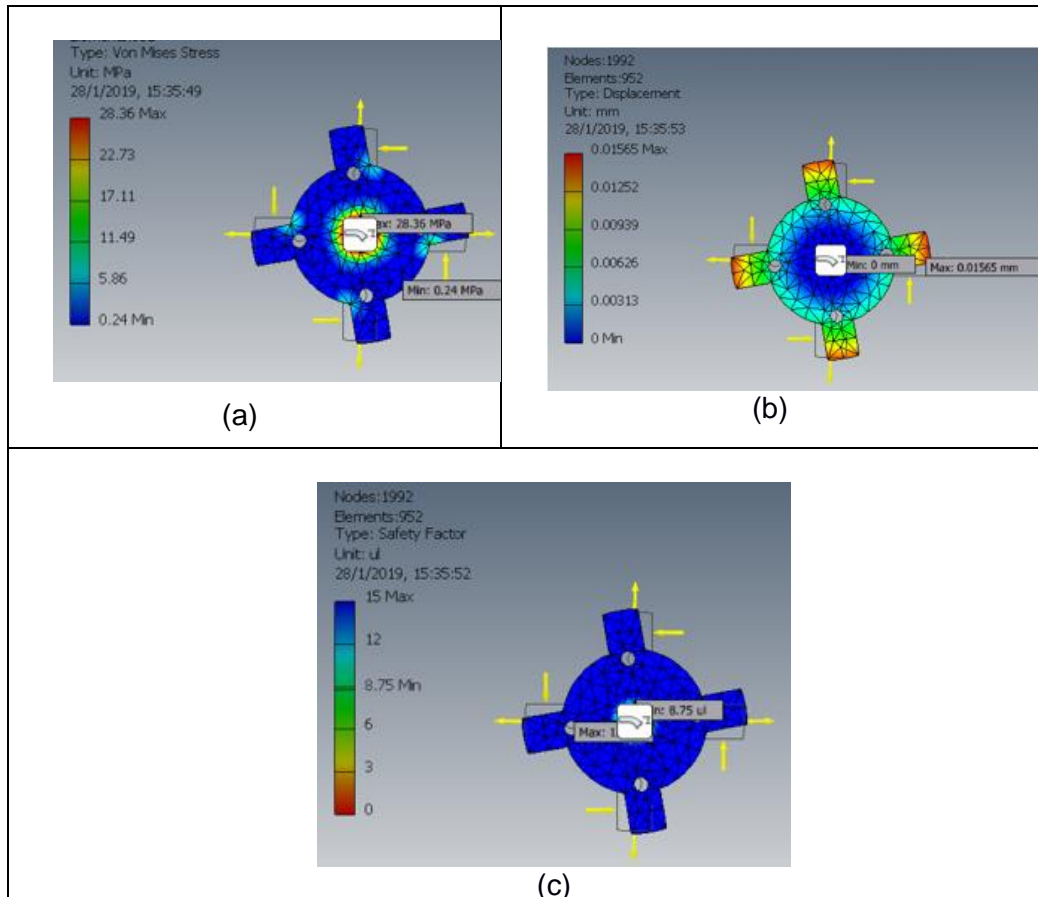 Type: Von Mises Stress
Unit: MPa
28/1/2019, 15:35:49
28.36 Max
22.73
17.11
11.49
5.86
0.24 Min
ax: 28.36 MPa
Min: 0.24 MPa
(a)
Nodes:1992
Elements:952
Type: Displacement
Unit: mm
28/1/2019, 15:35:53
0.01565 Max
0.01252
0.00939
0.00626
0.00313
0 Min
Min: 0 mm
Max: 0.01565 mm
(b)
Nodes:1992
Elements:952
Type: Safety Factor
Unit: ul
28/1/2019, 15:35:52
15 Max
12
8.75 Min
6
3
0
n: 8.75 ul
Max: 1
(c)